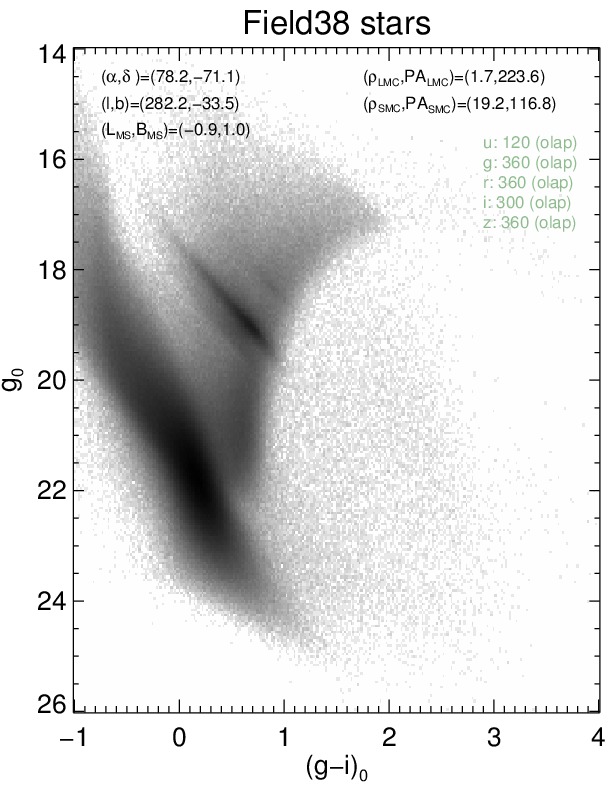 Field38 stars
(α,δ )=(78.2,−71.1)
(ρLMC,PALMC)=(1.7,223.6)
(l,b)=(282.2,−33.5)
(ρSMC,PASMC)=(19.2,116.8)
(LMS,BMS)=(−0.9,1.0)
u: 120 (olap)
g: 360 (olap)
r: 360 (olap)
i: 300 (olap)
z: 360 (olap)
14
16
18
20
22
24
26
g0
−1 0 1 2 3 4
(g−i)0